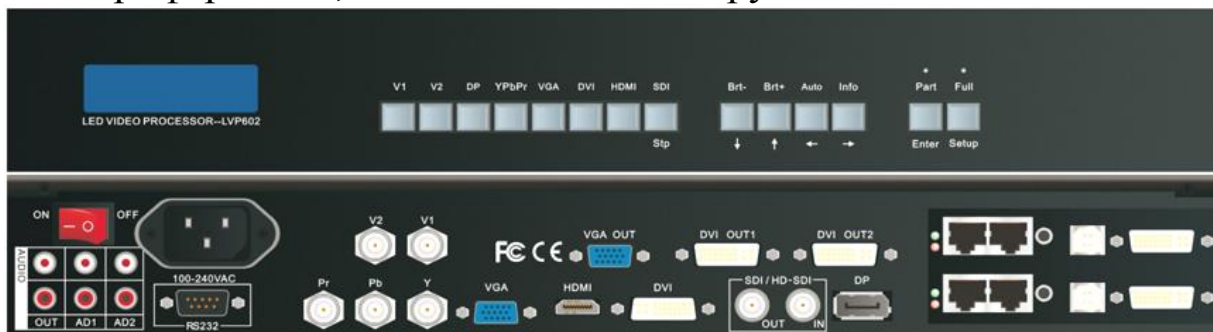 V1 V2 DP YPbPr VGA DVI HDMI SDI Brt- Brt+ Auto Info Part Full
LED VIDEO PROCESSOR--LVP602
Stp ↓ ↑ ← → Enter Setup
ON OFF
V2 V1
FC CE
VGA OUT DVI OUT1 DVI OUT2
AUDIO
100-240VAC
Pr Pb Y VGA HDMI DVI SDI / HD-SDI DP
OUT IN
OUT AD1 AD2 RS232